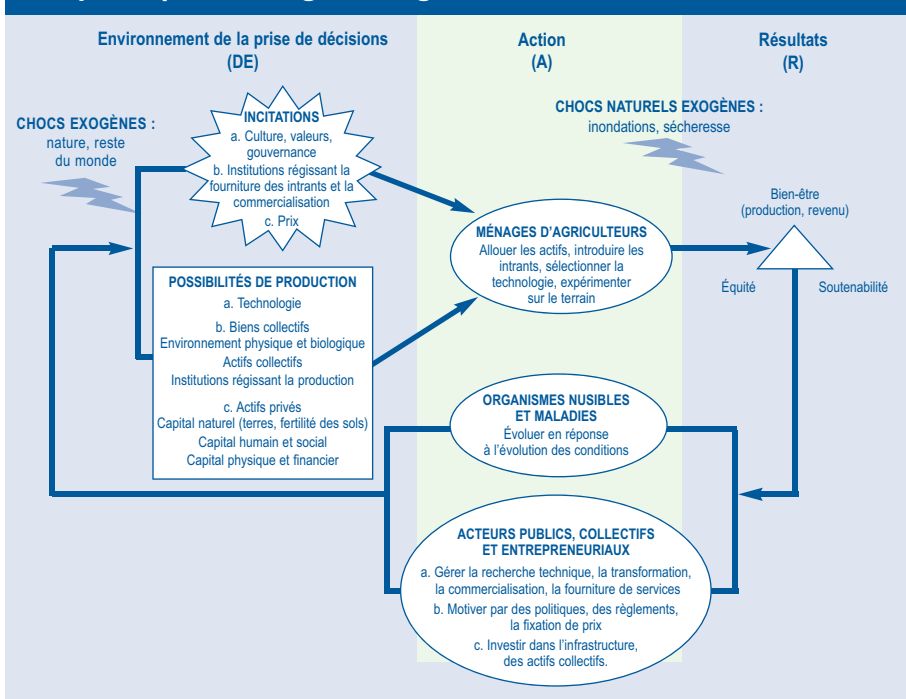 Environnement de la prise de décisions
(DE)
Action
(A)
Résultats
(R)
CHOCS EXOGÈNES :
nature, reste
du monde
INCITATIONS
a. Culture, valeurs,
gouvernance
b. Institutions régissant la
fourniture des intrants et la
commercialisation
c. Prix
CHOCS NATURELS EXOGÈNES :
inondations, sécheresse
MÉNAGES D’AGRICULTEURS
Allouer les actifs, introduire les
intrants, sélectionner la
technologie, expérimenter
sur le terrain
Bien-être
(production, revenu)
Équité
Soutenabilité
POSSIBILITÉS DE PRODUCTION
a. Technologie
b. Biens collectifs
Environnement physique et biologique
Actifs collectifs
Institutions régissant la production
c. Actifs privés
Capital naturel (terres, fertilité des sols)
Capital humain et social
Capital physique et financier
ORGANISMES NUSIBLES
ET MALADIES
Évoluer en réponse
à l’évolution des conditions
ACTEURS PUBLICS, COLLECTIFS
ET ENTREPRENEURIAUX
a. Gérer la recherche technique, la transformation,
la commercialisation, la fourniture de services
b. Motiver par des politiques, des règlements,
la fixation de prix
c. Investir dans l’infrastructure,
des actifs collectifs.